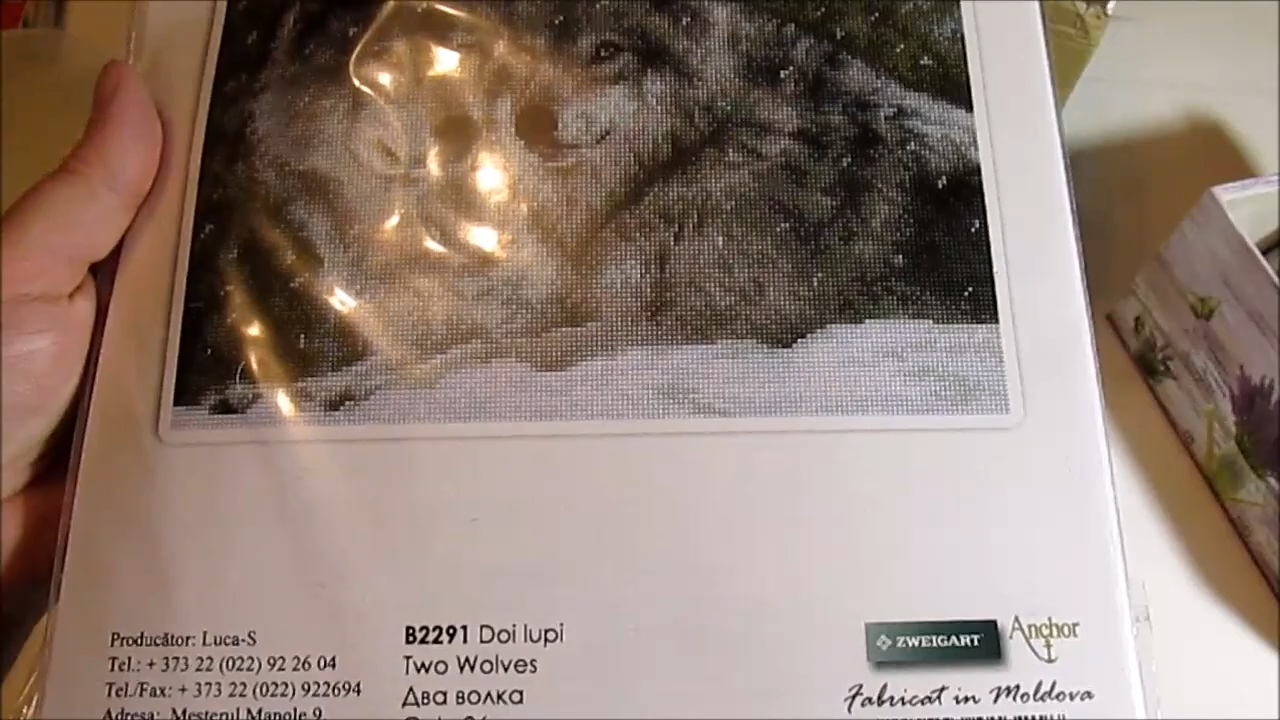 Producător: Luca-S
Tel.: + 373 22 (022) 92 26 04
Tel./Fax: + 373 22 (022) 922694
Adresa: Meşterul Manole 9,
B2291 Doi lupi
Two Wolves
Два волка
ZWEIGART
Anchor
Fabricat in Moldova